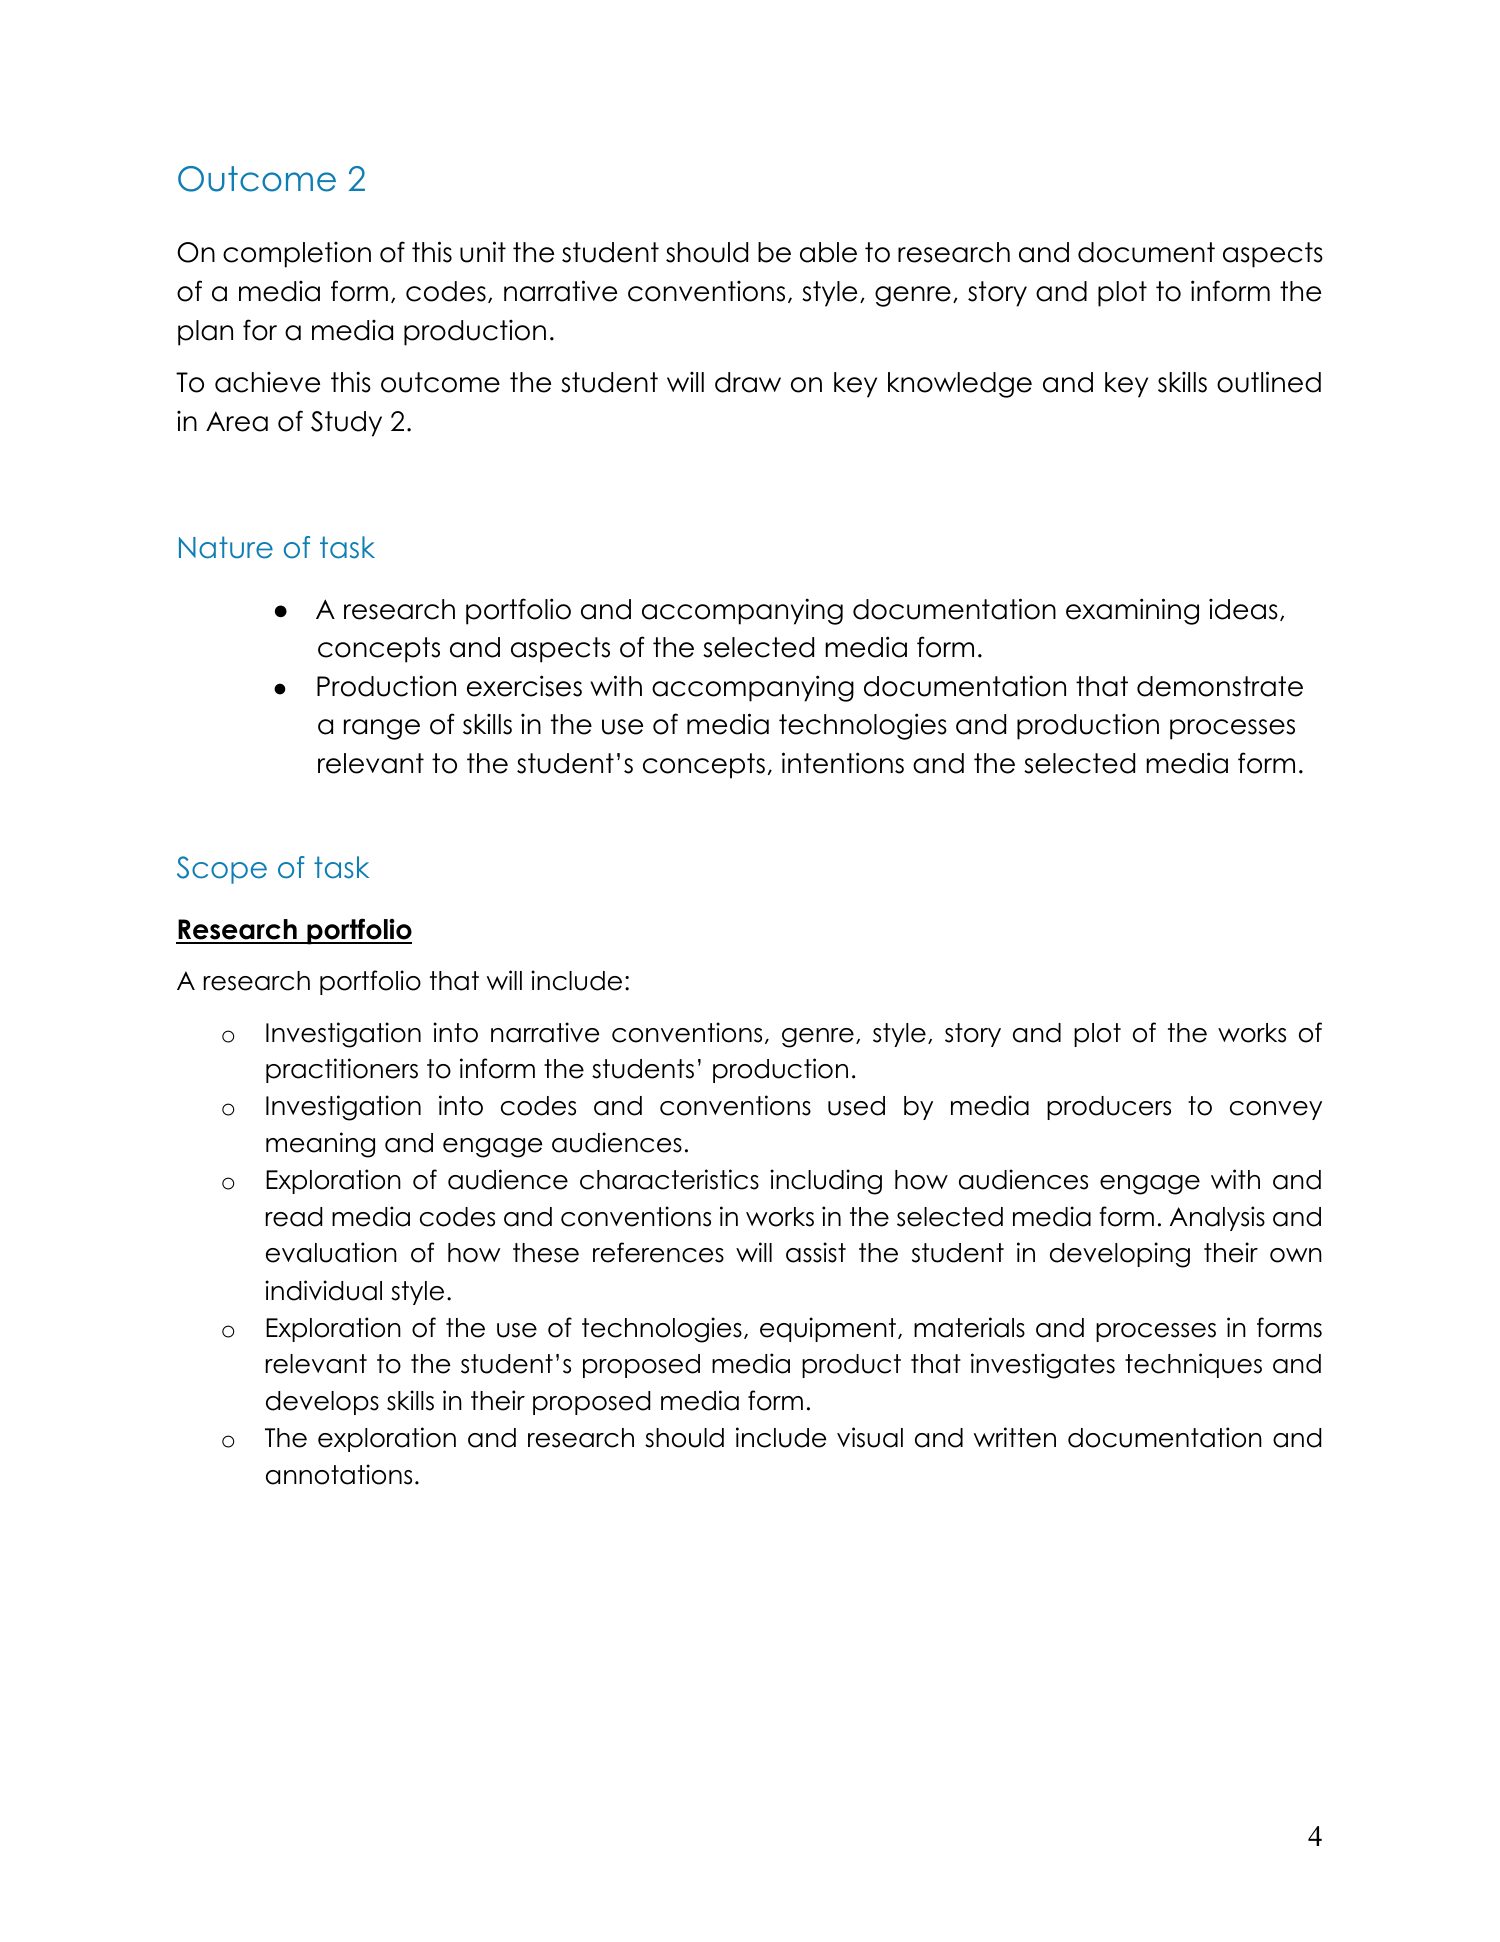 Outcome 2
On completion of this unit the student should be able to research and document aspects
of a media form, codes, narrative conventions, style, genre, story and plot to inform the
plan for a media production.
To achieve this outcome the student will draw on key knowledge and key skills outlined
in Area of Study 2.
Nature of task
● A research portfolio and accompanying documentation examining ideas,
concepts and aspects of the selected media form.
● Production exercises with accompanying documentation that demonstrate
a range of skills in the use of media technologies and production processes
relevant to the student’s concepts, intentions and the selected media form.
Scope of task
Research portfolio
A research portfolio that will include:
o Investigation into narrative conventions, genre, style, story and plot of the works of
practitioners to inform the students’ production.
o Investigation into codes and conventions used by media producers to convey
meaning and engage audiences.
o Exploration of audience characteristics including how audiences engage with and
read media codes and conventions in works in the selected media form. Analysis and
evaluation of how these references will assist the student in developing their own
individual style.
o Exploration of the use of technologies, equipment, materials and processes in forms
relevant to the student’s proposed media product that investigates techniques and
develops skills in their proposed media form.
o The exploration and research should include visual and written documentation and
annotations.
4